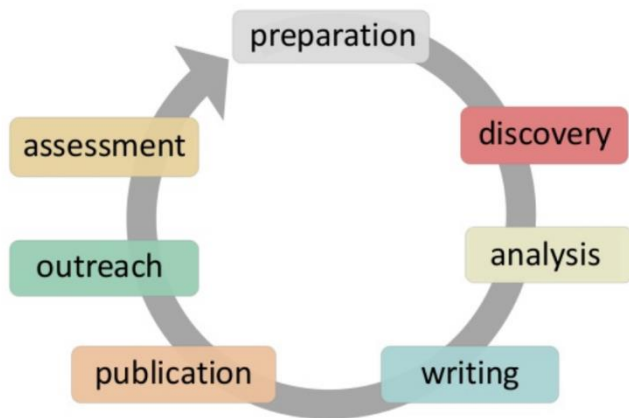 preparation
discovery
analysis
writing
publication
outreach
assessment